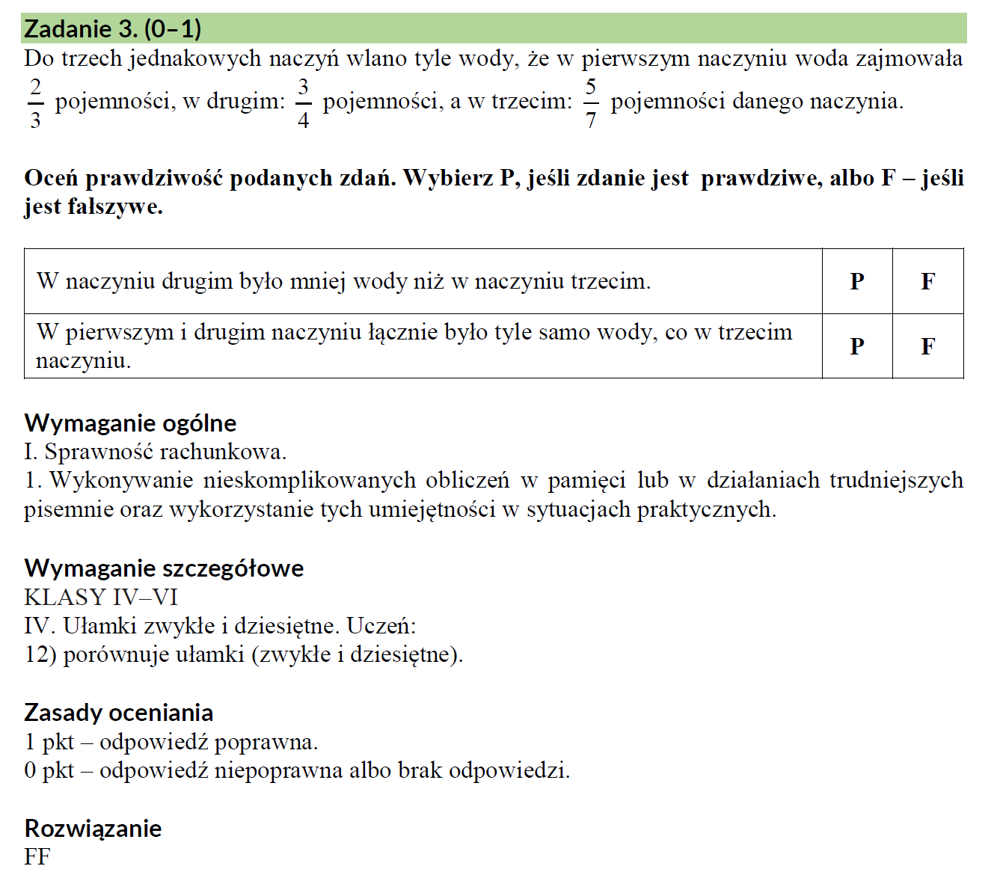 Zadanie 3. (0–1)
Do trzech jednakowych naczyń wlano tyle wody, że w pierwszym naczyniu woda zajmowała
2/3 pojemności, w drugim: 3/4 pojemności, a w trzecim: 5/7 pojemności danego naczynia.
Oceń prawdziwość podanych zdań. Wybierz P, jeśli zdanie jest prawdziwe, albo F – jeśli
jest fałszywe.
W naczyniu drugim było mniej wody niż w naczyniu trzecim. P F
W pierwszym i drugim naczyniu łącznie było tyle samo wody, co w trzecim
naczyniu. P F
Wymaganie ogólne
I. Sprawność rachunkowa.
1. Wykonywanie nieskomplikowanych obliczeń w pamięci lub w działaniach trudniejszych
pisemnie oraz wykorzystanie tych umiejętności w sytuacjach praktycznych.
Wymaganie szczegółowe
KLASY IV–VI
IV. Ułamki zwykłe i dziesiętne. Uczeń:
12) porównuje ułamki (zwykłe i dziesiętne).
Zasady oceniania
1 pkt – odpowiedź poprawna.
0 pkt – odpowiedź niepoprawna albo brak odpowiedzi.
Rozwiązanie
FF